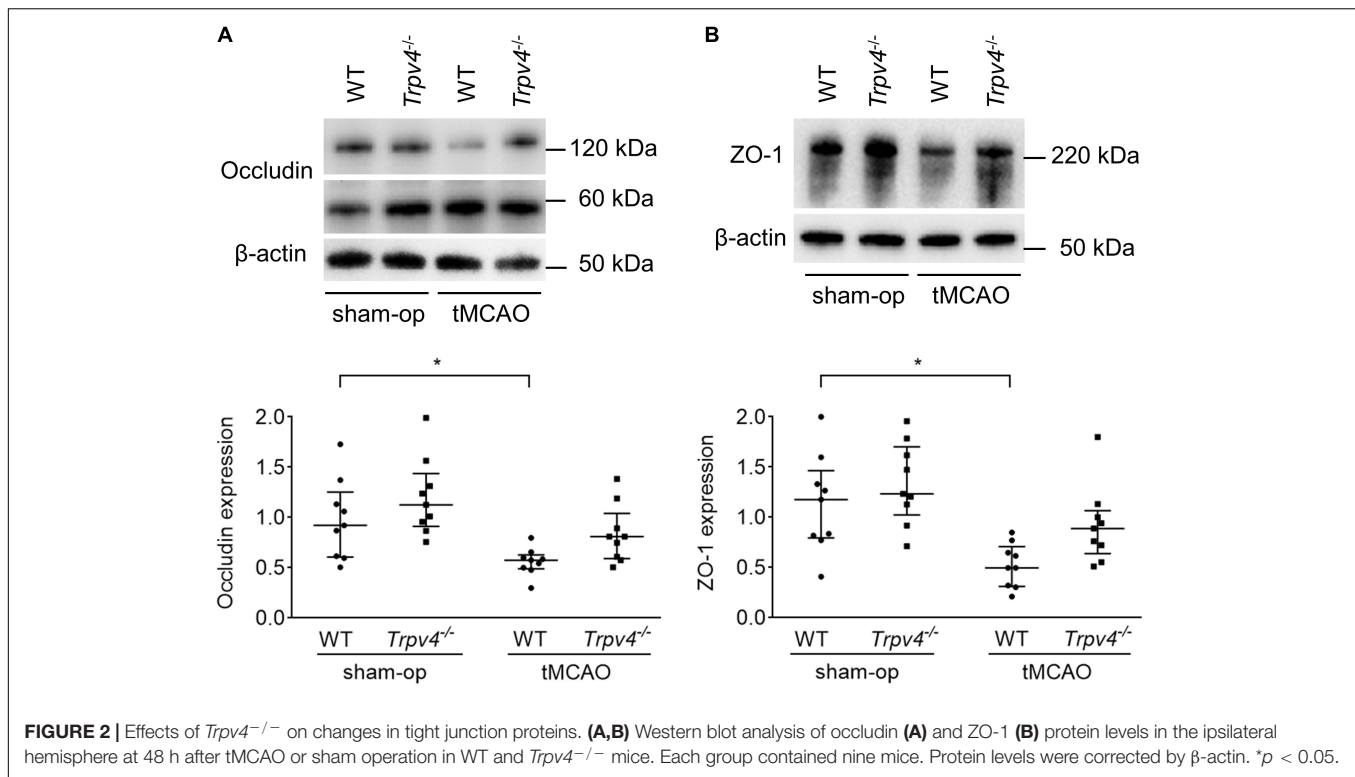 A
WT
Trpv4-/-
WT
Trpv4-/-
Occludin
120 kDa
60 kDa
β-actin
50 kDa
sham-op
tMCAO
*
Occludin expression
2.0
1.5
1.0
0.5
0.0
WT
Trpv4-/-
WT
Trpv4-/-
sham-op
tMCAO
B
WT
Trpv4-/-
WT
Trpv4-/-
ZO-1
220 kDa
β-actin
50 kDa
sham-op
tMCAO
*
ZO-1 expression
2.0
1.5
1.0
0.5
0.0
WT
Trpv4-/-
WT
Trpv4-/-
sham-op
tMCAO
FIGURE 2 | Effects of Trpv4−/− on changes in tight junction proteins. (A,B) Western blot analysis of occludin (A) and ZO-1 (B) protein levels in the ipsilateral
hemisphere at 48 h after tMCAO or sham operation in WT and Trpv4−/− mice. Each group contained nine mice. Protein levels were corrected by β-actin. *p < 0.05.